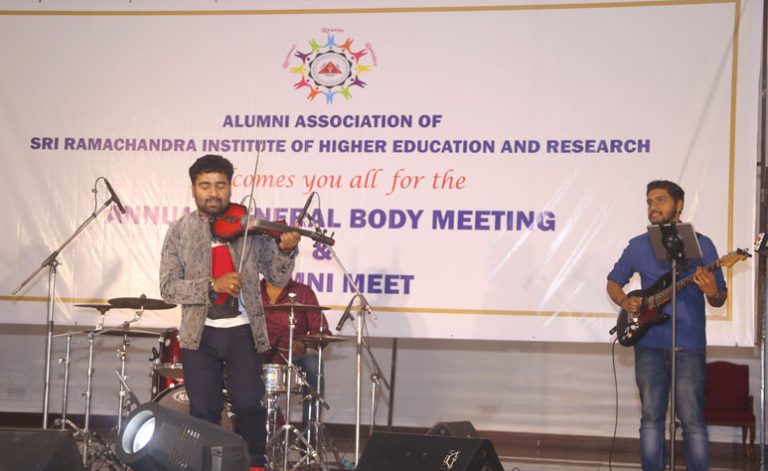 Reunite
ALUMNI ASSOCIATION OF
SRI RAMACHANDRA INSTITUTE OF HIGHER EDUCATION AND RESEARCH
comes you all for the
BODY MEETING
&
MEET